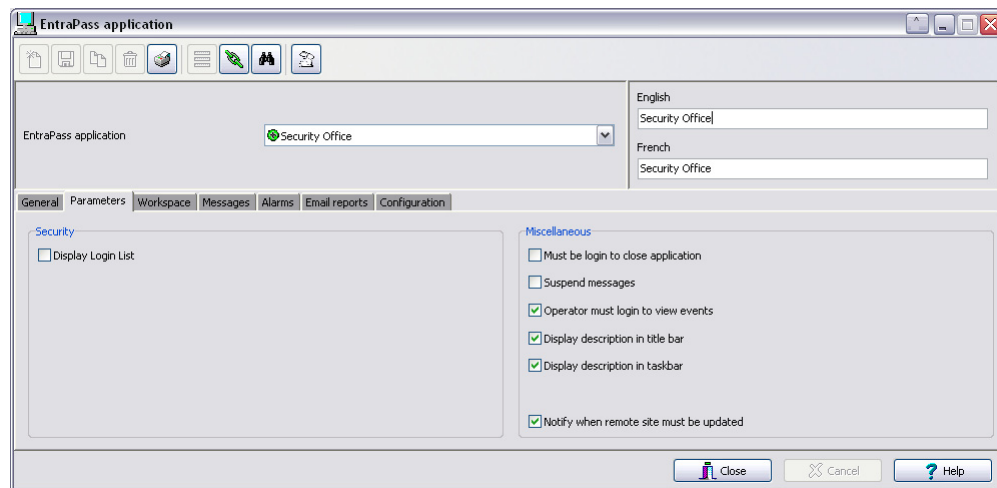 EntraPass application
English
Security Office
EntraPass application
Security Office
French
Security Office
General Parameters Workspace Messages Alarms Email reports Configuration
Security
Display Login List
Miscellaneous
Must be login to close application
Suspend messages
Operator must login to view events
Display description in title bar
Display description in taskbar
Notify when remote site must be updated
Close Cancel Help